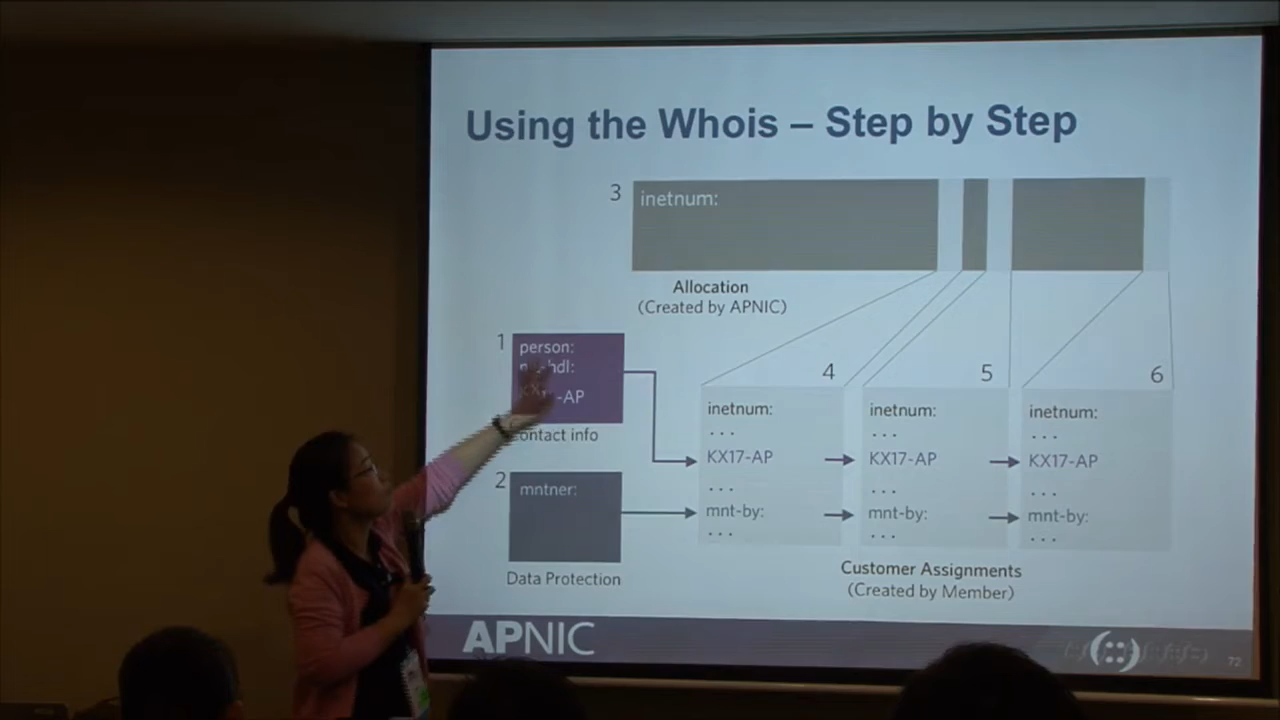 Using the Whois – Step by Step
3
inetnum:
Allocation
(Created by APNIC)
1
person:
KX17-AP
Contact info
2
mntner:
Data Protection
4
inetnum:
. . .
KX17-AP
. . .
mnt-by:
. . .
5
inetnum:
. . .
KX17-AP
. . .
mnt-by:
. . .
6
inetnum:
. . .
KX17-AP
. . .
mnt-by:
. . .
Customer Assignments
(Created by Member)
APNIC
72